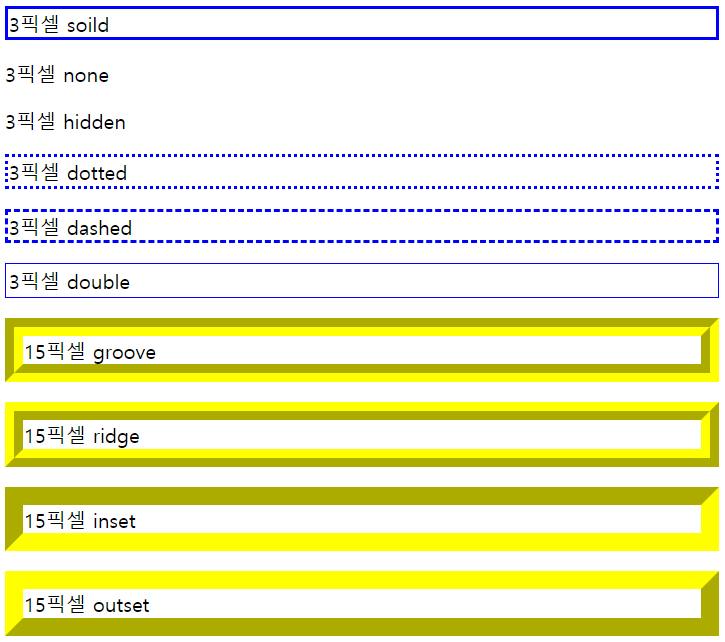 3픽셀 soild
3픽셀 none
3픽셀 hidden
3픽셀 dotted
3픽셀 dashed
3픽셀 double
15픽셀 groove
15픽셀 ridge
15픽셀 inset
15픽셀 outset